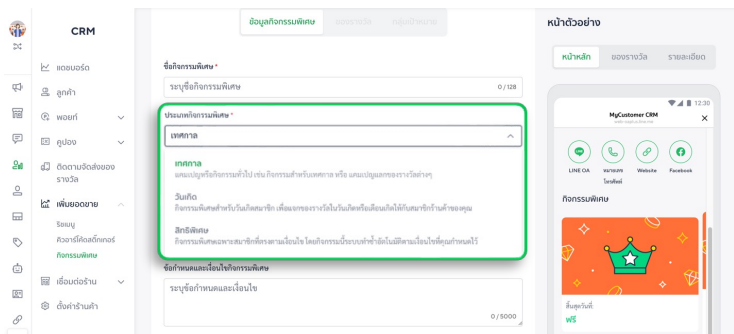 CRM
แดชบอร์ด
ลูกค้า
พอยท์
คูปอง
ติดตามจัดส่งของ
รางวัล
เพิ่มยอดขาย
ริชเมนู
คิวอาร์โค้ดสติ๊กเกอร์
กิจกรรมพิเศษ
เชื่อมต่อร้าน
ตั้งค่าร้านค้า
ข้อมูลกิจกรรมพิเศษ
ของรางวัล
กลุ่มเป้าหมาย
ชื่อกิจกรรมพิเศษ *
ระบุชื่อกิจกรรมพิเศษ
0 / 128
ประเภทกิจกรรมพิเศษ *
เทศกาล
เทศกาล
แคมเปญหรือกิจกรรมทั่วไป เช่น กิจกรรมสำหรับเทศกาล หรือ แคมเปญแจกของรางวัลต่างๆ
วันเกิด
กิจกรรมพิเศษสำหรับวันเกิดสมาชิก เพื่อแจกของรางวัลในวันเกิดหรือเดือนเกิดให้กับสมาชิกร้านค้าของคุณ
สิทธิพิเศษ
กิจกรรมพิเศษเฉพาะสมาชิกที่ตรงตามเงื่อนไข โดยกิจกรรมนี้ระบบทำซ้ำอัตโนมัติตามเงื่อนไขที่คุณกำหนดไว้
ข้อกำหนดและเงื่อนไขกิจกรรมพิเศษ
ระบุข้อกำหนดและเงื่อนไข
0 / 5000
หน้าตัวอย่าง
หน้าหลัก
ของรางวัล
รายละเอียด
12:30
MyCustomer CRM
LINE OA
หมายเลข
โทรศัพท์
Website
Facebook
กิจกรรมพิเศษ
สิ้นสุดวันที่:
ฟรี